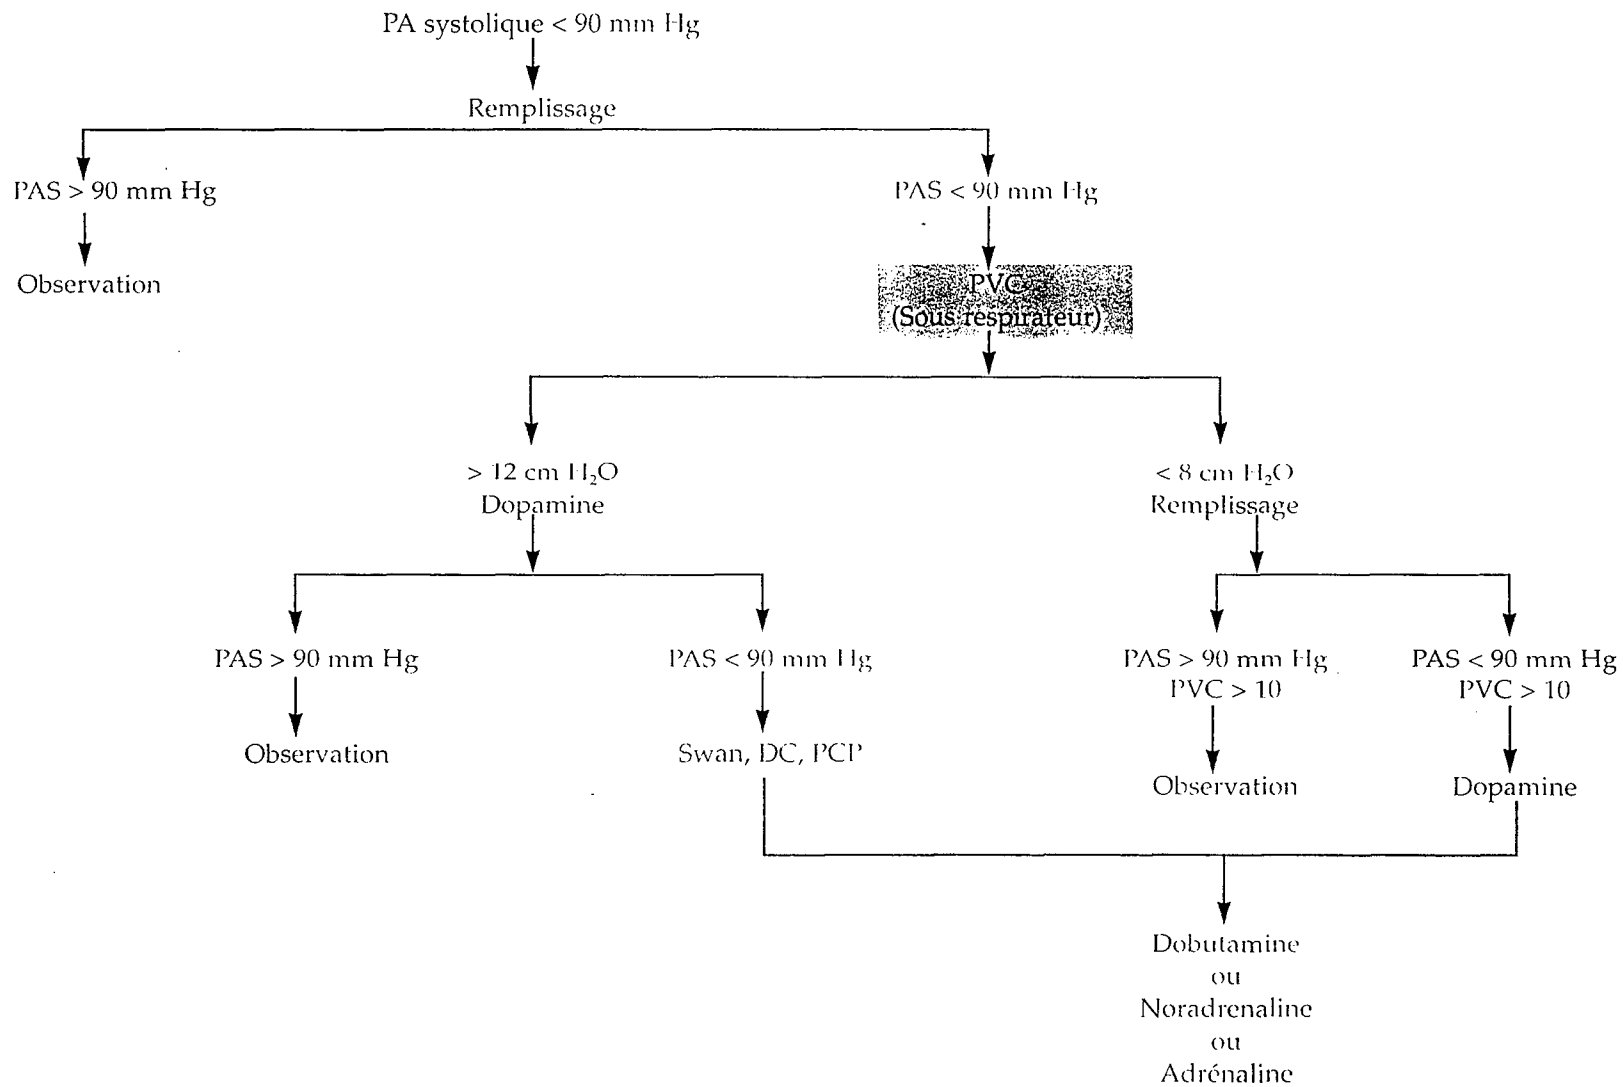 PA systolique < 90 mm Hg
Remplissage
PAS > 90 mm Hg
PAS < 90 mm Hg
Observation
PVC
(Sous respirateur)
> 12 cm H₂O
Dopamine
< 8 cm H₂O
Remplissage
PAS > 90 mm Hg
PAS < 90 mm Hg
PAS > 90 mm Hg
PVC > 10
PAS < 90 mm Hg
PVC > 10
Observation
Swan, DC, PCP
Observation
Dopamine
Dobutamine
ou
Noradrenaline
ou
Adrénaline